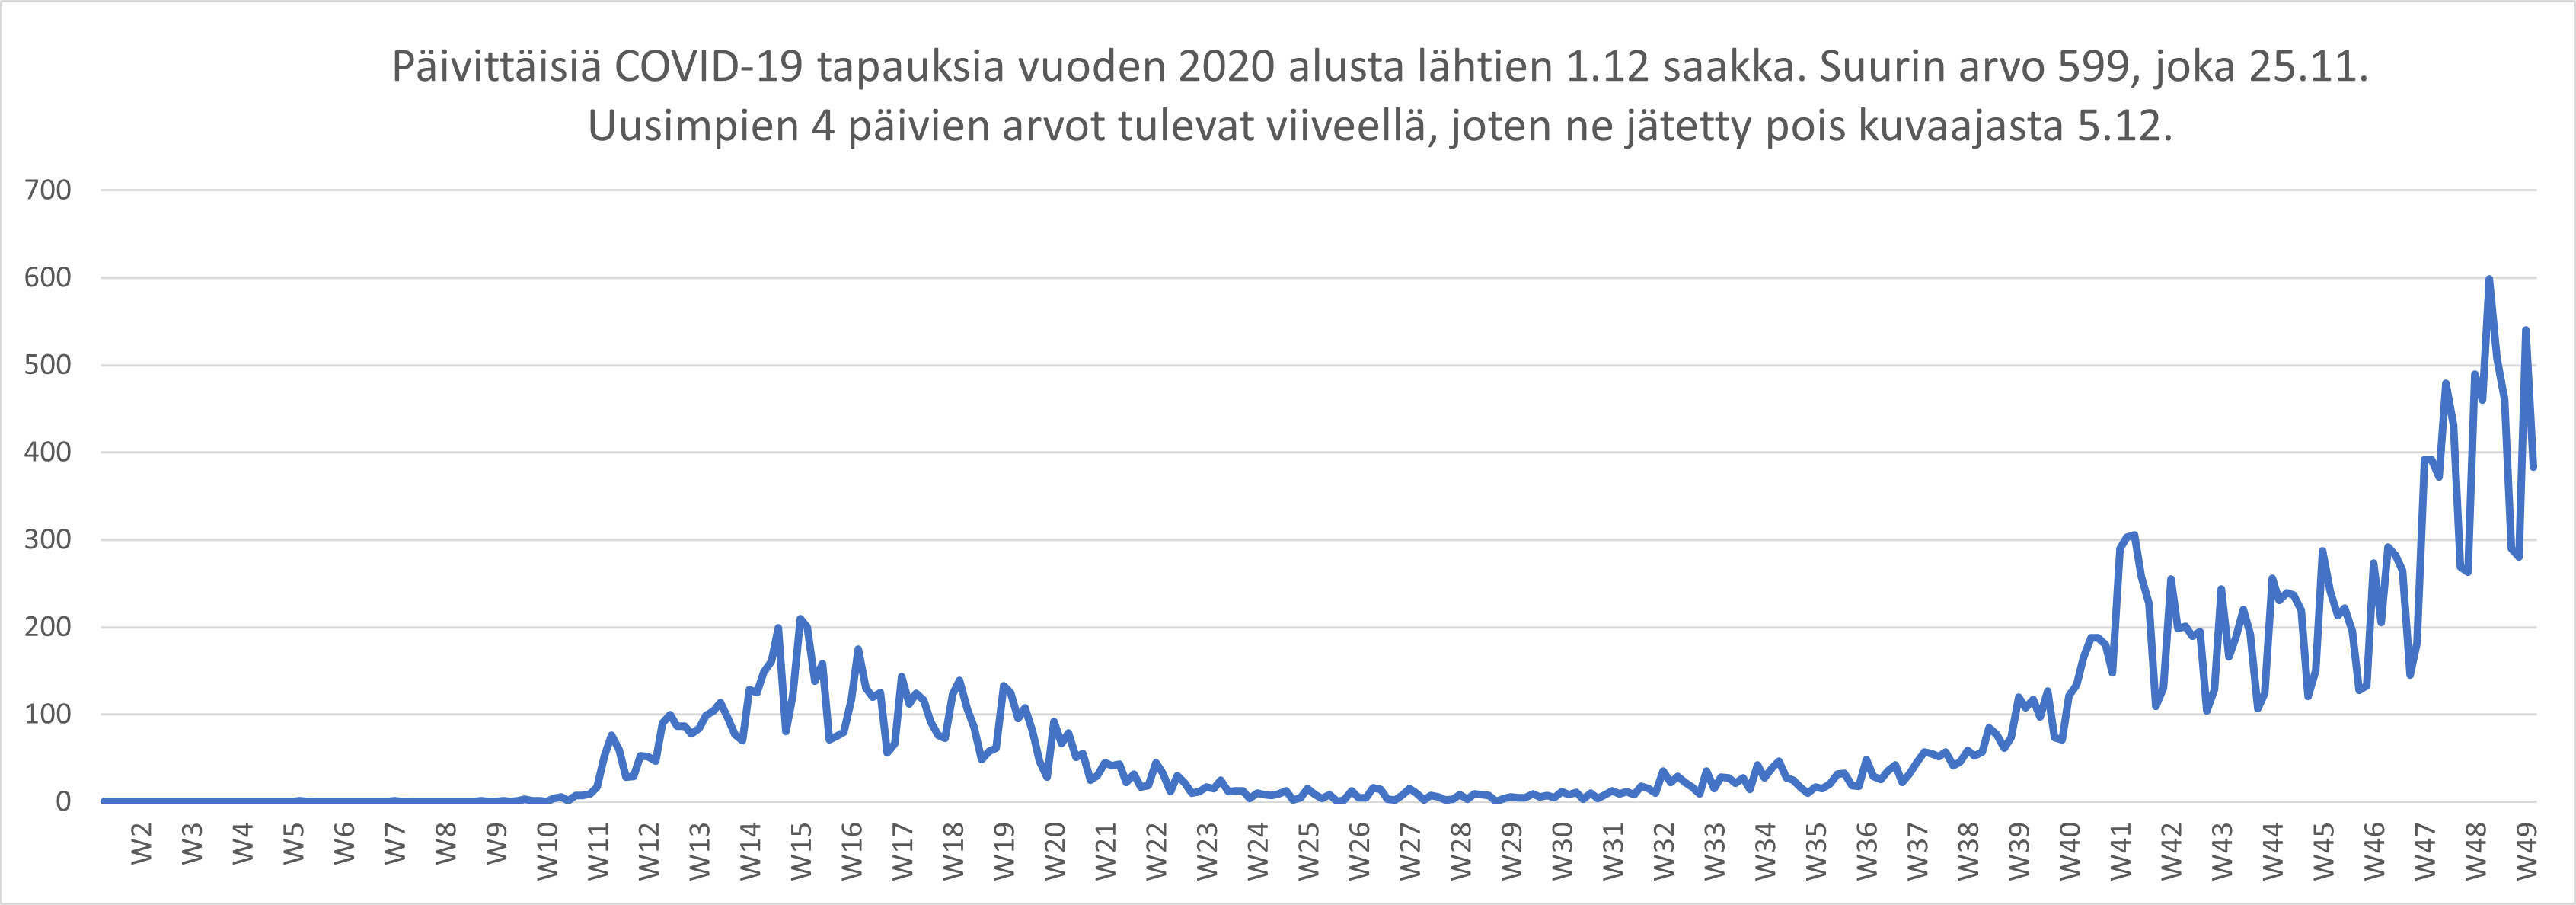 Päivittäisiä COVID-19 tapauksia vuoden 2020 alusta lähtien 1.12 saakka. Suurin arvo 599, joka 25.11.
Uusimpien 4 päivien arvot tulevat viiveellä, joten ne jätetty pois kuvaajasta 5.12.
700
600
500
400
300
200
100
0
W2 W3 W4 W5 W6 W7 W8 W9 W10 W11 W12 W13 W14 W15 W16 W17 W18 W19 W20 W21 W22 W23 W24 W25 W26 W27 W28 W29 W30 W31 W32 W33 W34 W35 W36 W37 W38 W39 W40 W41 W42 W43 W44 W45 W46 W47 W48 W49